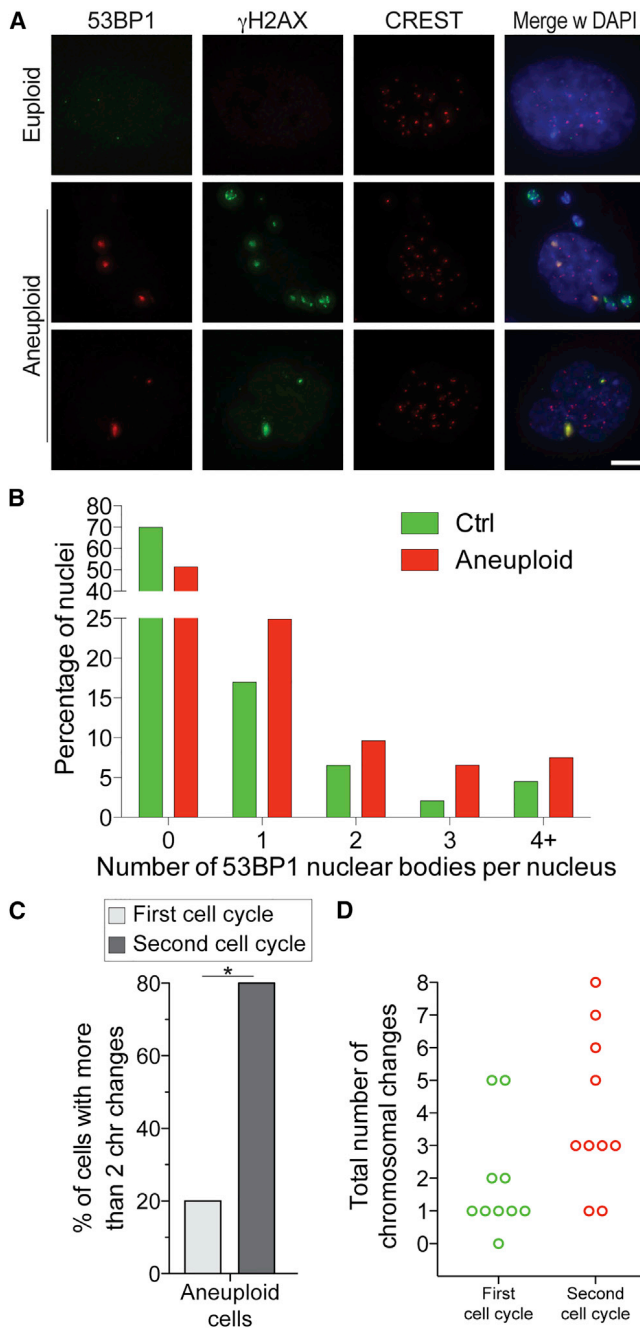 A
53BP1 γH2AX CREST Merge w DAPI
Euploid
Aneuploid
B
80
70
60
50
40
25
20
15
10
5
0
Percentage of nuclei
Ctrl
Aneuploid
0 1 2 3 4+
Number of 53BP1 nuclear bodies per nucleus
C
First cell cycle
Second cell cycle
*
80
60
40
20
0
% of cells with more
than 2 chr changes
Aneuploid
cells
D
8
7
6
5
4
3
2
1
0
Total number of
chromosomal changes
First
cell cycle
Second
cell cycle